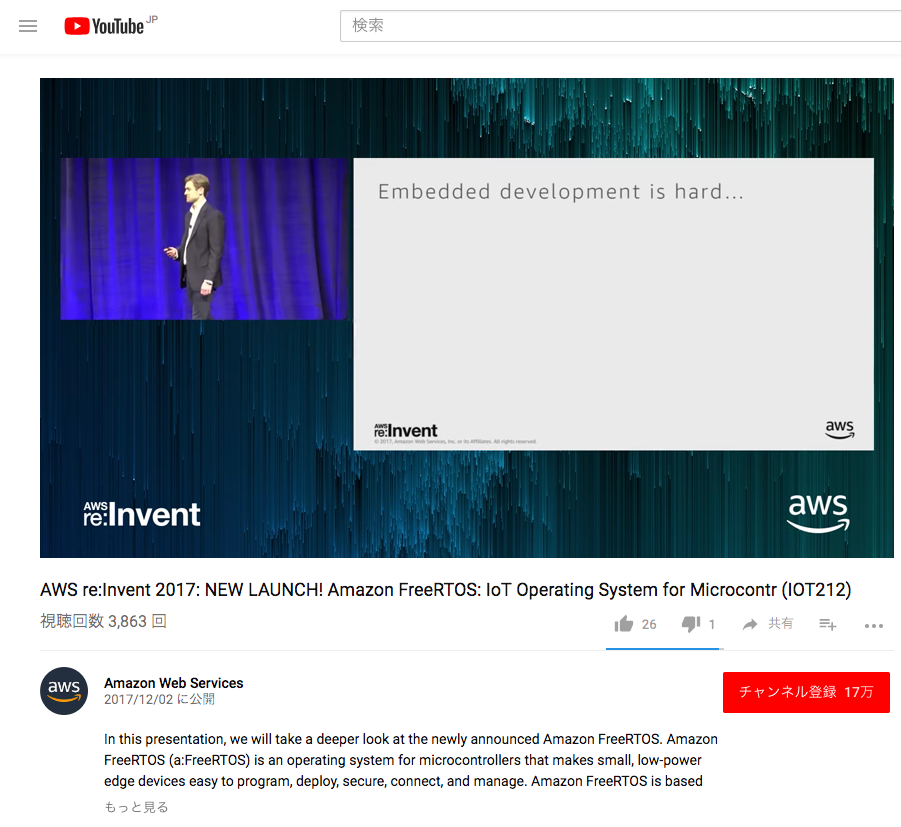 YouTube JP
検索
Embedded development is hard...
AWS re:Invent
© 2017, Amazon Web Services, Inc. or its Affiliates. All rights reserved.
aws
AWS re:Invent
aws
AWS re:Invent 2017: NEW LAUNCH! Amazon FreeRTOS: IoT Operating System for Microcontr (IOT212)
視聴回数 3,863 回
26
1
共有
aws
Amazon Web Services
2017/12/02 に公開
チャンネル登録 17万
In this presentation, we will take a deeper look at the newly announced Amazon FreeRTOS. Amazon
FreeRTOS (a:FreeRTOS) is an operating system for microcontrollers that makes small, low-power
edge devices easy to program, deploy, secure, connect, and manage. Amazon FreeRTOS is based
もっと見る